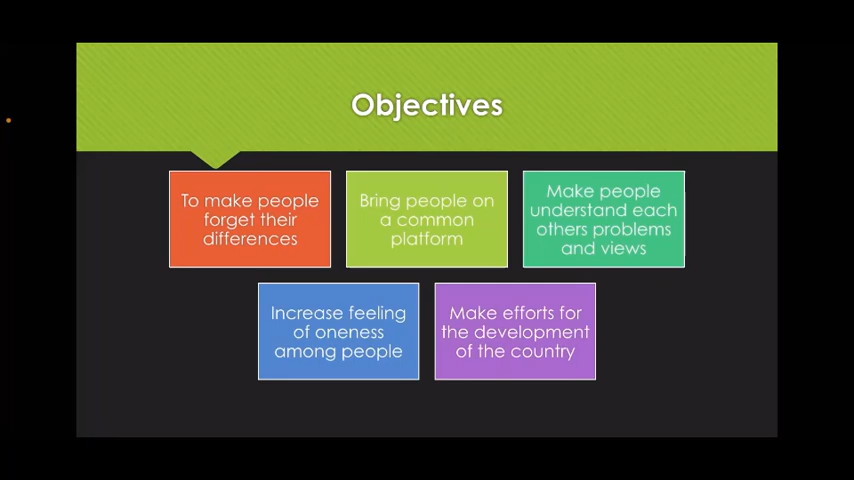 Objectives
To make people
forget their
differences
Bring people on
a common
platform
Make people
understand each
others problems
and views
Increase feeling
of oneness
among people
Make efforts for
the development
of the country